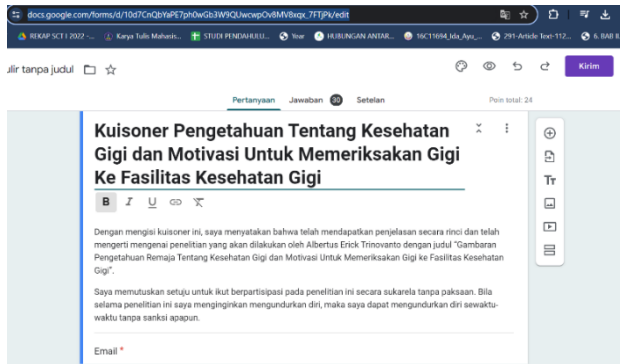 docs.google.com/forms/d/10d7CnQbYaPE7ph0wGb3W9QUwcwpOv8MV8xqx_7FTjPk/edit
REKAP SCT I 2022 -...
Karya Tulis Mahanis...
STUDI PENDAHULU...
Year
HUBUNGAN ANTAR...
16C11694_Ida_Ayu_...
291-Article Text-112...
6. BAB II
ulir tanpa judul
Kirim
Pertanyaan Jawaban 30 Setelan Poin total: 24
Kuisoner Pengetahuan Tentang Kesehatan
Gigi dan Motivasi Untuk Memeriksakan Gigi
Ke Fasilitas Kesehatan Gigi
B I U
Dengan mengisi kuisoner ini, saya menyatakan bahwa telah mendapatkan penjelasan secara rinci dan telah
mengerti mengenai penelitian yang akan dilakukan oleh Albertus Erick Trinovanto dengan judul "Gambaran
Pengetahuan Remaja Tentang Kesehatan Gigi dan Motivasi Untuk Memeriksakan Gigi ke Fasilitas Kesehatan
Gigi".
Saya memutuskan setuju untuk ikut berpartisipasi pada penelitian ini secara sukarela tanpa paksaan. Bila
selama penelitian ini saya menginginkan mengundurkan diri, maka saya dapat mengundurkan diri sewaktu-
waktu tanpa sanksi apapun.
Email *